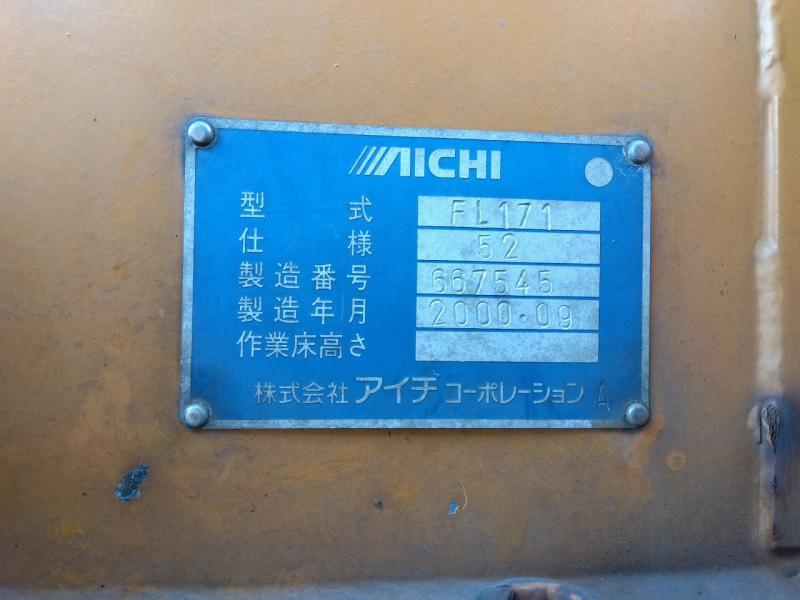 AICHI
型式 FL171
仕様 52
製造番号 667545
製造年月 2000.09
作業床高さ
株式会社 アイチ コーポレーション A